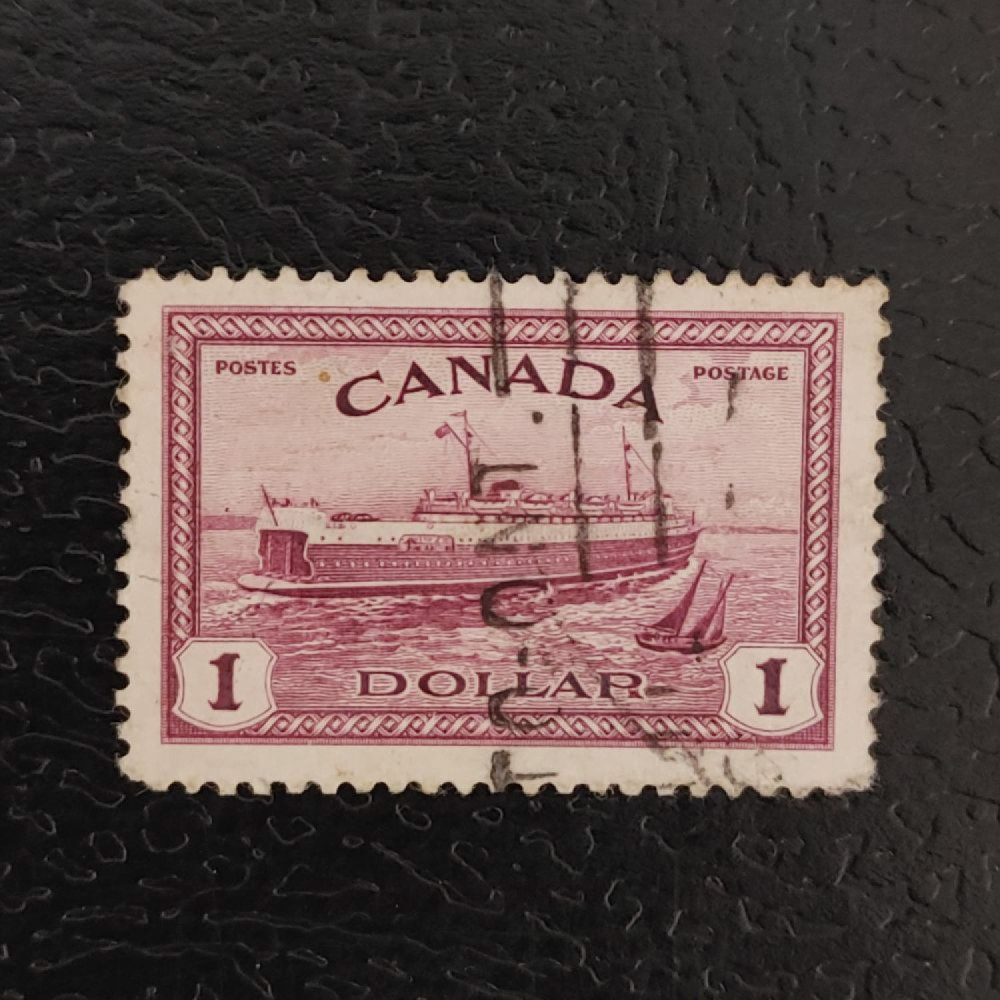 POSTES
CANADA
POSTAGE
1
DOLLAR
1